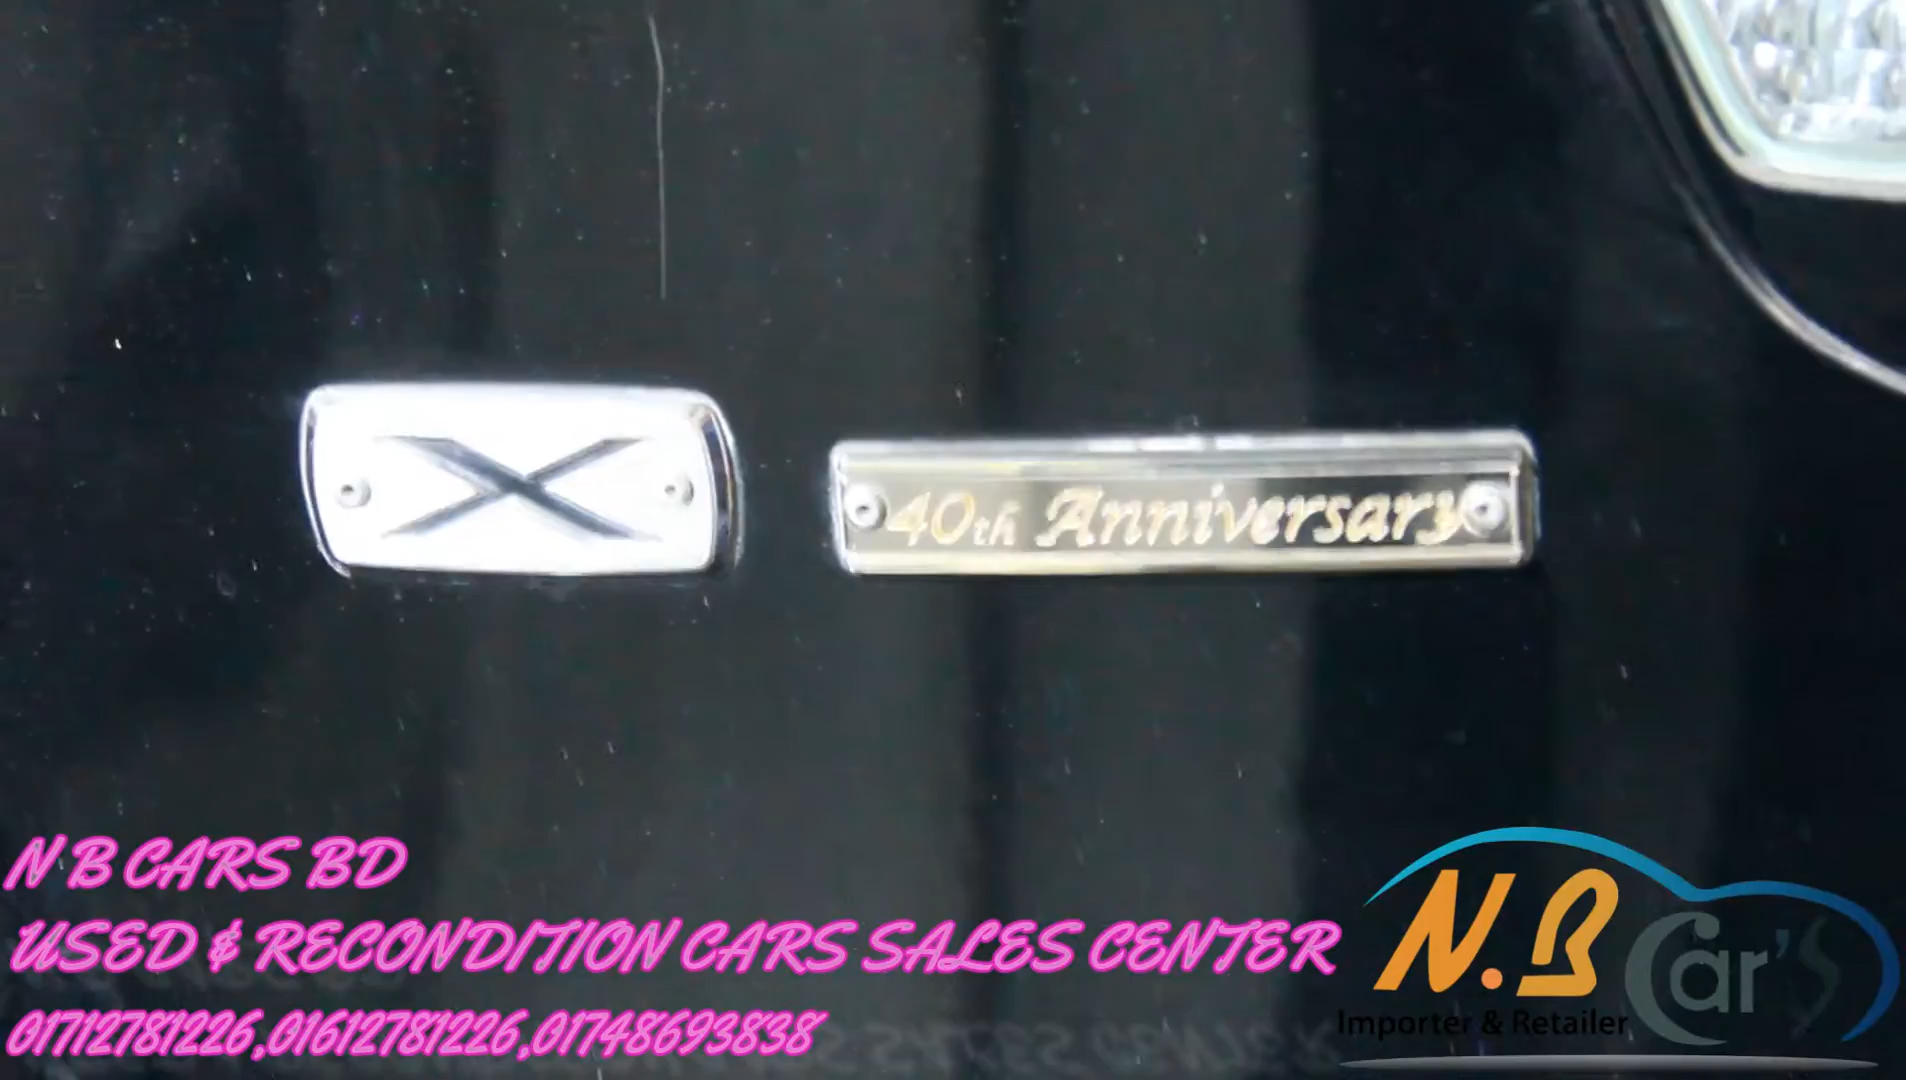 X
40th Anniversary
N B CARS BD
USED & RECONDITION CARS SALES CENTER
01712781226,01612781226,01748693838
N.B Car's
Importer & Retailer